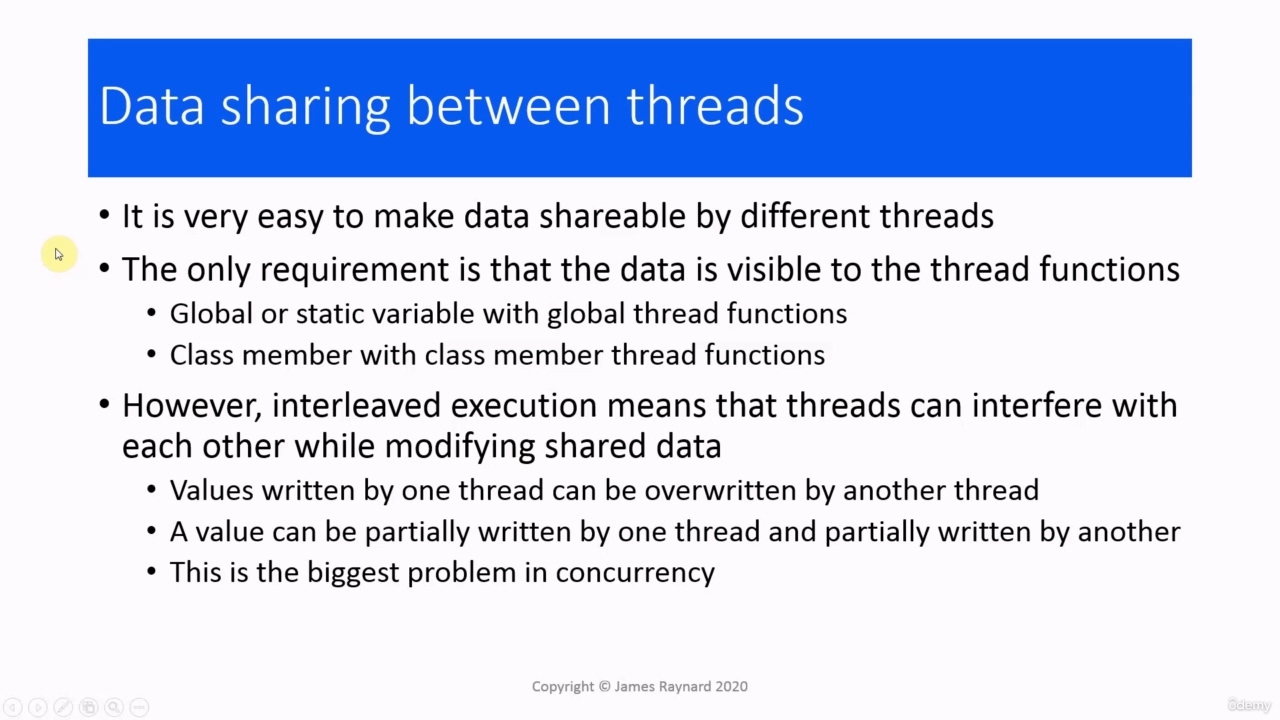 Data sharing between threads
• It is very easy to make data shareable by different threads
• The only requirement is that the data is visible to the thread functions
• Global or static variable with global thread functions
• Class member with class member thread functions
• However, interleaved execution means that threads can interfere with
each other while modifying shared data
• Values written by one thread can be overwritten by another thread
• A value can be partially written by one thread and partially written by another
• This is the biggest problem in concurrency
Copyright © James Raynard 2020
ûdemy